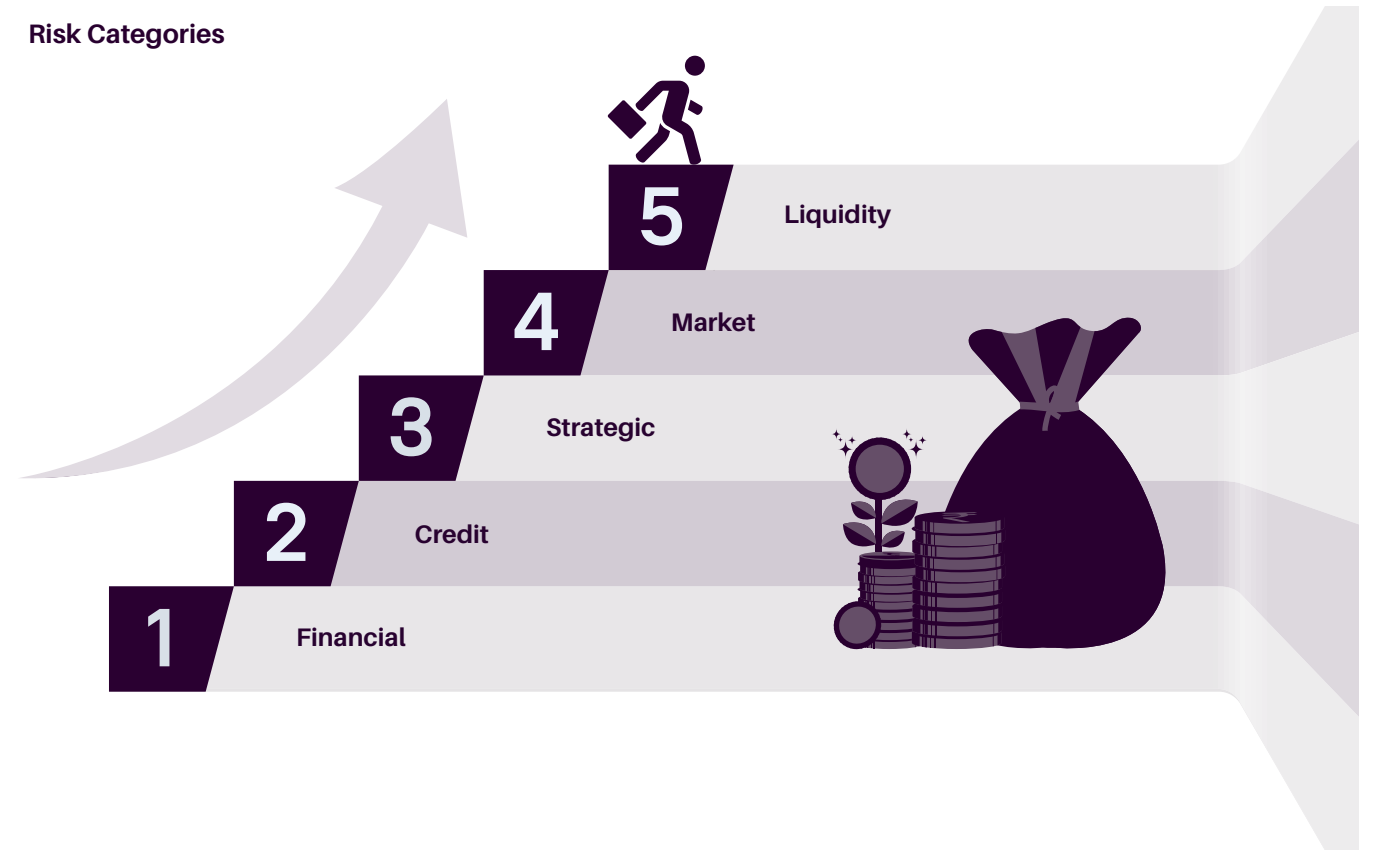 Risk Categories
5
Liquidity
4
Market
3
Strategic
2
Credit
1
Financial